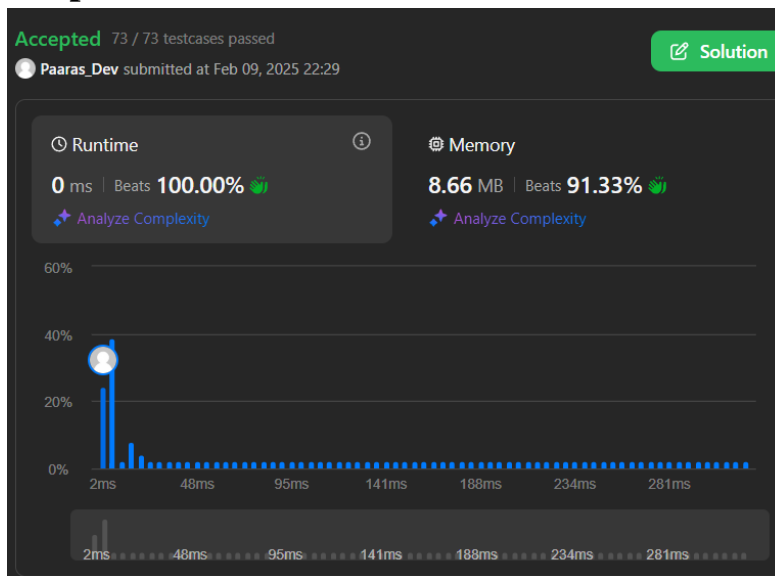 Accepted 73 / 73 testcases passed
Solution
Paaras_Dev submitted at Feb 09, 2025 22:29
Runtime
Memory
0 ms | Beats 100.00%
8.66 MB | Beats 91.33%
Analyze Complexity
Analyze Complexity
60%
40%
20%
0%
2ms 48ms 95ms 141ms 188ms 234ms 281ms
2ms 48ms 95ms 141ms 188ms 234ms 281ms